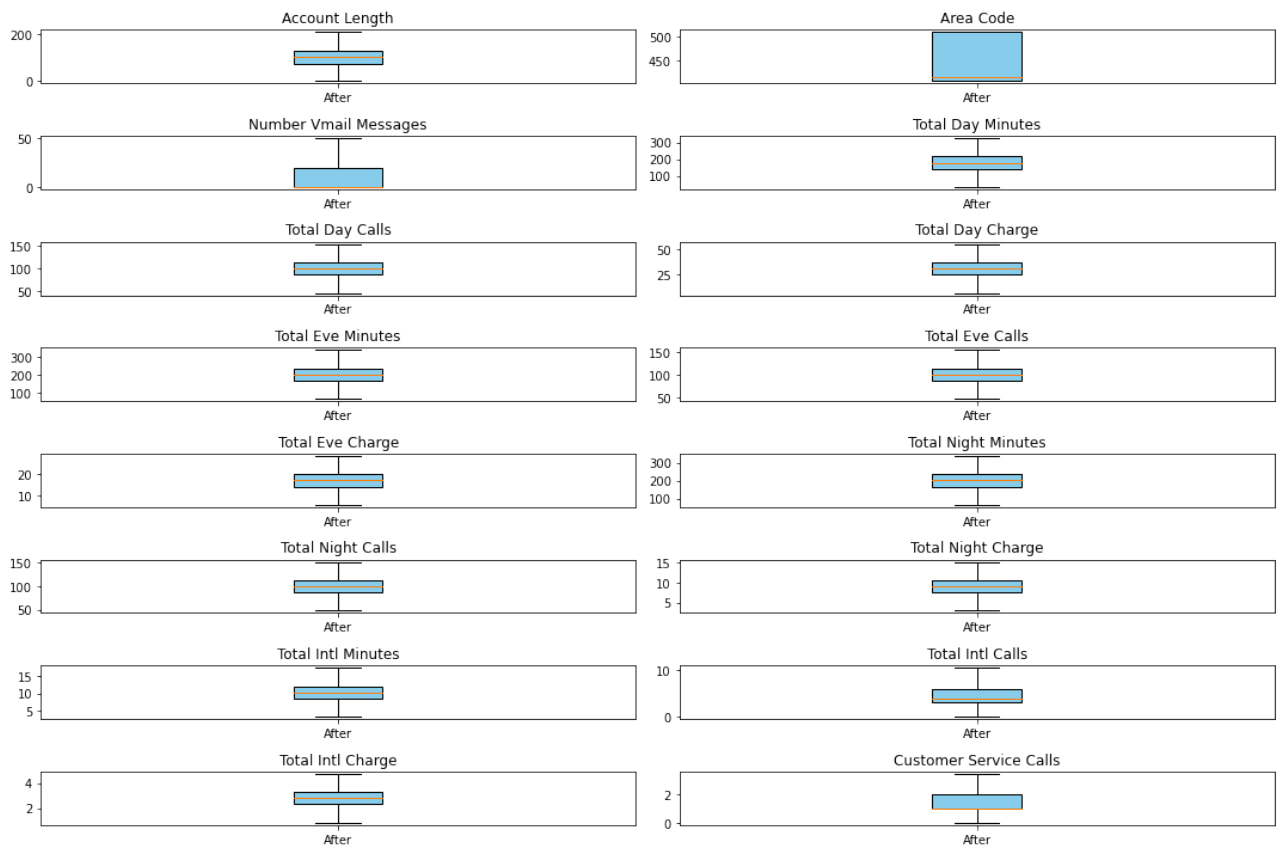 Account Length
200
0
After
Area Code
500
450
After
Number Vmail Messages
50
0
After
Total Day Minutes
300
200
100
After
Total Day Calls
150
100
50
After
Total Day Charge
50
25
After
Total Eve Minutes
300
200
100
After
Total Eve Calls
150
100
50
After
Total Eve Charge
20
10
After
Total Night Minutes
300
200
100
After
Total Night Calls
150
100
50
After
Total Night Charge
15
10
5
After
Total Intl Minutes
15
10
5
After
Total Intl Calls
10
0
After
Total Intl Charge
4
2
After
Customer Service Calls
2
0
After